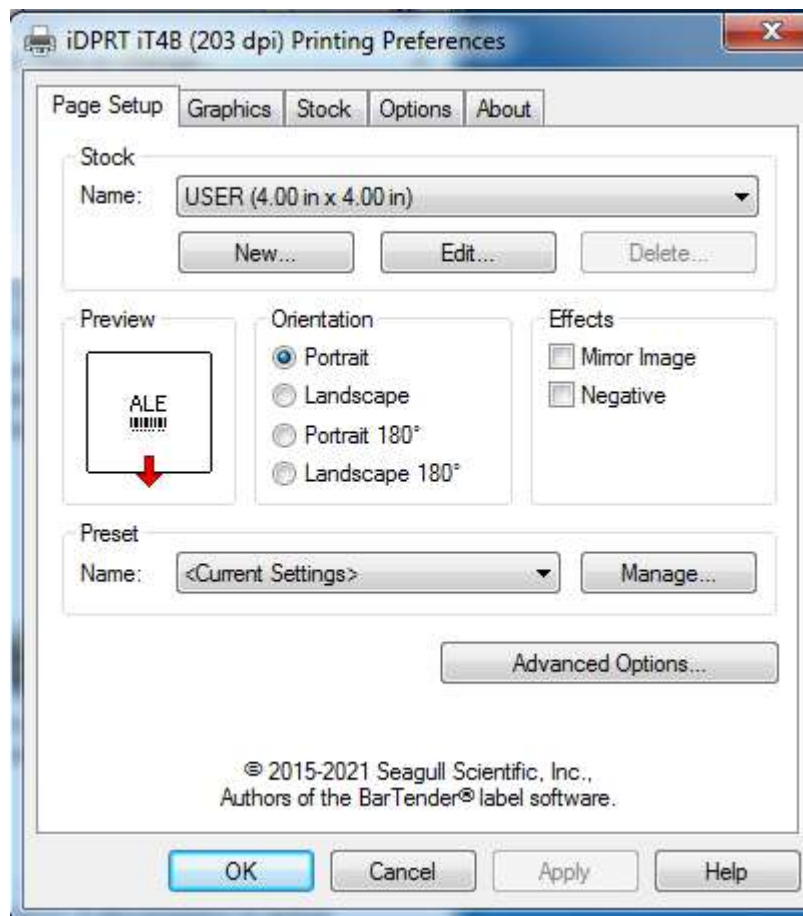 iDPRT iT4B (203 dpi) Printing Preferences
Page Setup Graphics Stock Options About
Stock
Name: USER (4.00 in x 4.00 in)
New... Edit... Delete...
Preview Orientation Effects
Portrait Mirror Image
ALE Landscape Negative
Portrait 180°
Landscape 180°
Preset
Name: <Current Settings> Manage...
Advanced Options...
© 2015-2021 Seagull Scientific, Inc.,
Authors of the BarTender® label software.
OK Cancel Apply Help